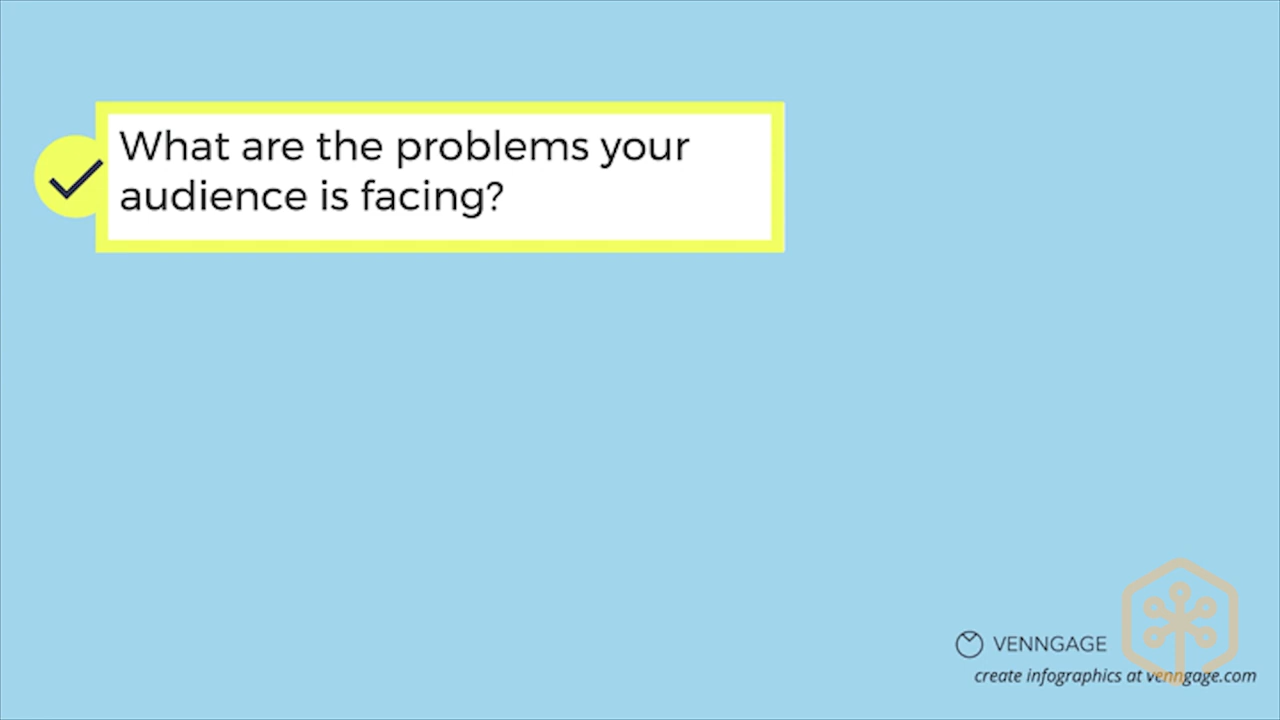 What are the problems your
audience is facing?
VENNGAGE
create infographics at venngage.com